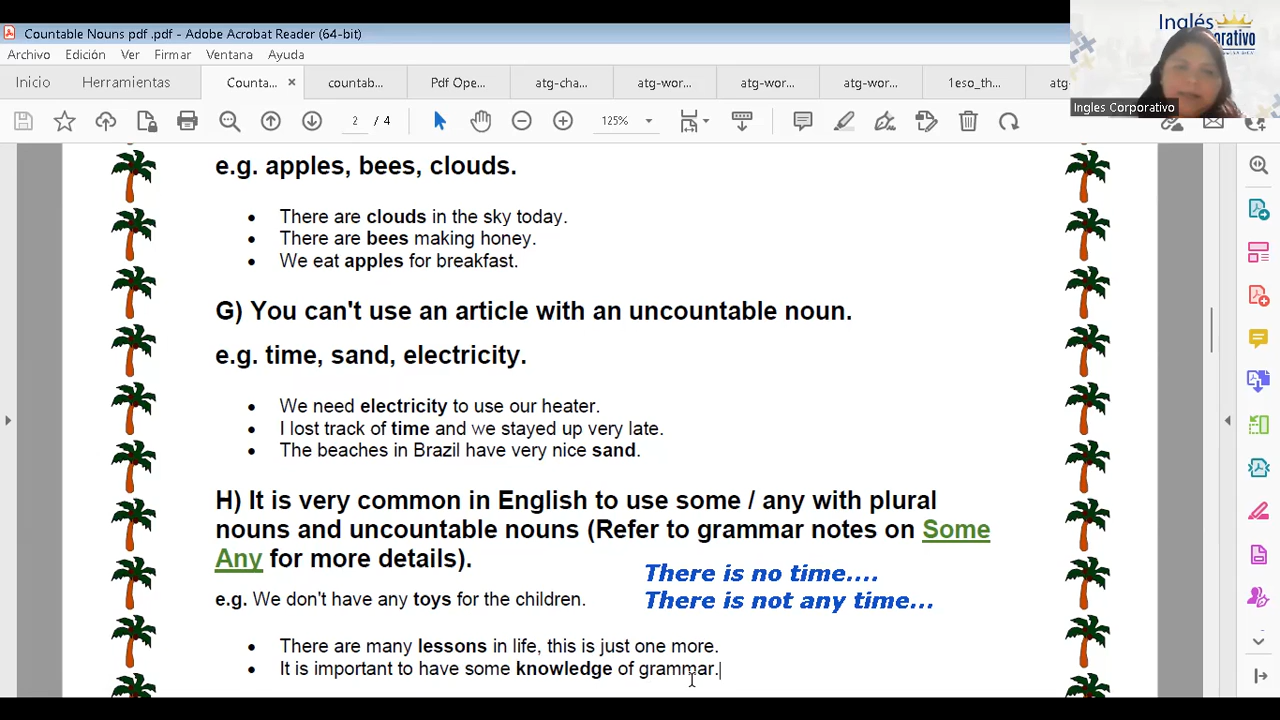 Countable Nouns pdf .pdf - Adobe Acrobat Reader (64-bit)
Archivo Edición Ver Firmar Ventana Ayuda
Inicio Herramientas Counta... × countab... Pdf Ope... atg-cha... atg-wor... atg-wor... atg-wor... 1eso_th...
2 / 4 125%
Inglés
orativo
Ingles Corporativo
e.g. apples, bees, clouds.
• There are clouds in the sky today.
• There are bees making honey.
• We eat apples for breakfast.
G) You can't use an article with an uncountable noun.
e.g. time, sand, electricity.
• We need electricity to use our heater.
• I lost track of time and we stayed up very late.
• The beaches in Brazil have very nice sand.
H) It is very common in English to use some / any with plural
nouns and uncountable nouns (Refer to grammar notes on Some
Any for more details).
There is no time....
There is not any time...
e.g. We don't have any toys for the children.
• There are many lessons in life, this is just one more.
• It is important to have some knowledge of grammar.